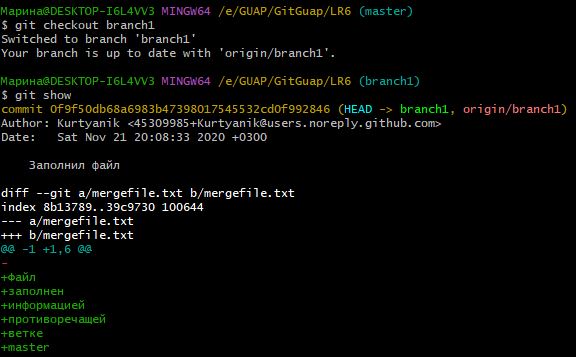 Марина@DESKTOP-I6L4VV3 MINGW64 /e/GUAP/GitGuap/LR6 (master)
$ git checkout branch1
Switched to branch 'branch1'
Your branch is up to date with 'origin/branch1'.
Марина@DESKTOP-I6L4VV3 MINGW64 /e/GUAP/GitGuap/LR6 (branch1)
$ git show
commit 0f9f50db68a6983b47398017545532cd0f992846 (HEAD -> branch1, origin/branch1)
Author: Kurtyanik <45309985+Kurtyanik@users.noreply.github.com>
Date:   Sat Nov 21 20:08:33 2020 +0300
    Заполнил файл
diff --git a/mergefile.txt b/mergefile.txt
index 8b13789..39c9730 100644
--- a/mergefile.txt
+++ b/mergefile.txt
@@ -1 +1,6 @@
-
+Файл
+заполнен
+информацией
+противоречащей
+ветке
+master